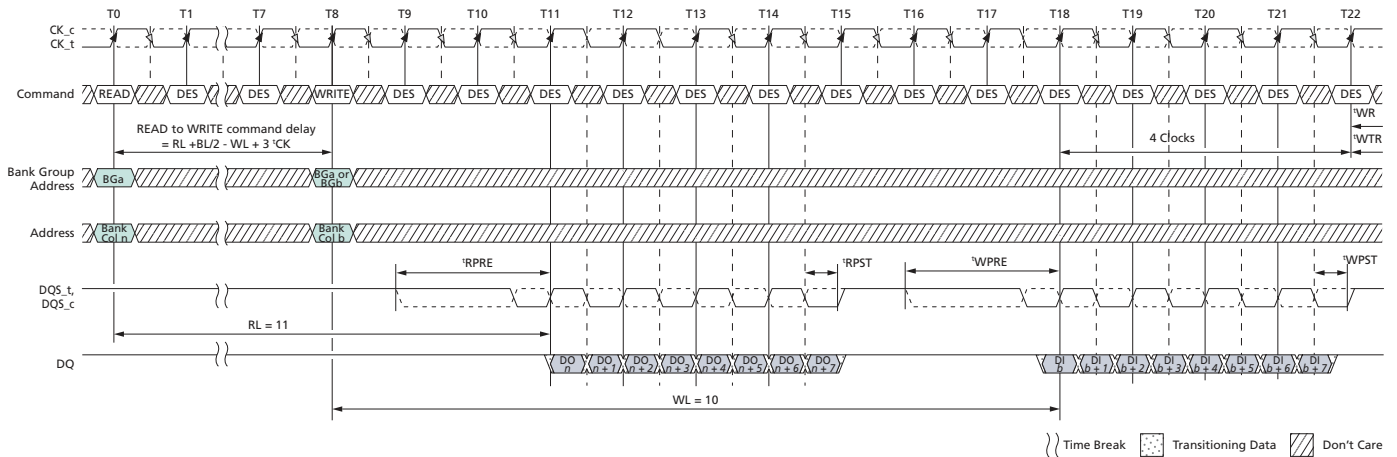 T0 T1 T7 T8 T9 T10 T11 T12 T13 T14 T15 T16 T17 T18 T19 T20 T21 T22
CK_c
CK_t
Command READ DES DES WRITE DES DES DES DES DES DES DES DES DES DES DES DES DES DES
READ to WRITE command delay
= RL +BL/2 - WL + 3 tCK
4 Clocks
tWR
tWTR
Bank Group
Address
BGa
BGa or
BGb
Address
Bank
Col n
Bank
Col b
tRPRE tRPST tWPRE tWPST
DQS_t,
DQS_c
RL = 11
DQ
DO
n
DO
n + 1
DO
n + 2
DO
n + 3
DO
n + 4
DO
n + 5
DO
n + 6
DO
n + 7
DI
b
DI
b + 1
DI
b + 2
DI
b + 3
DI
b + 4
DI
b + 5
DI
b + 6
DI
b + 7
WL = 10
Time Break Transitioning Data Don't Care